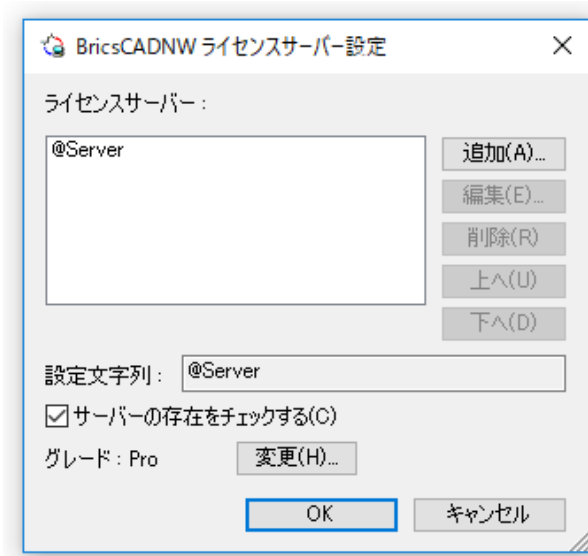 BricsCADNW ライセンスサーバー設定
ライセンスサーバー :
@Server
追加(A)...
編集(E)...
削除(R)
上へ(U)
下へ(D)
設定文字列 : @Server
サーバーの存在をチェックする(C)
グレード : Pro 変更(H)...
OK キャンセル